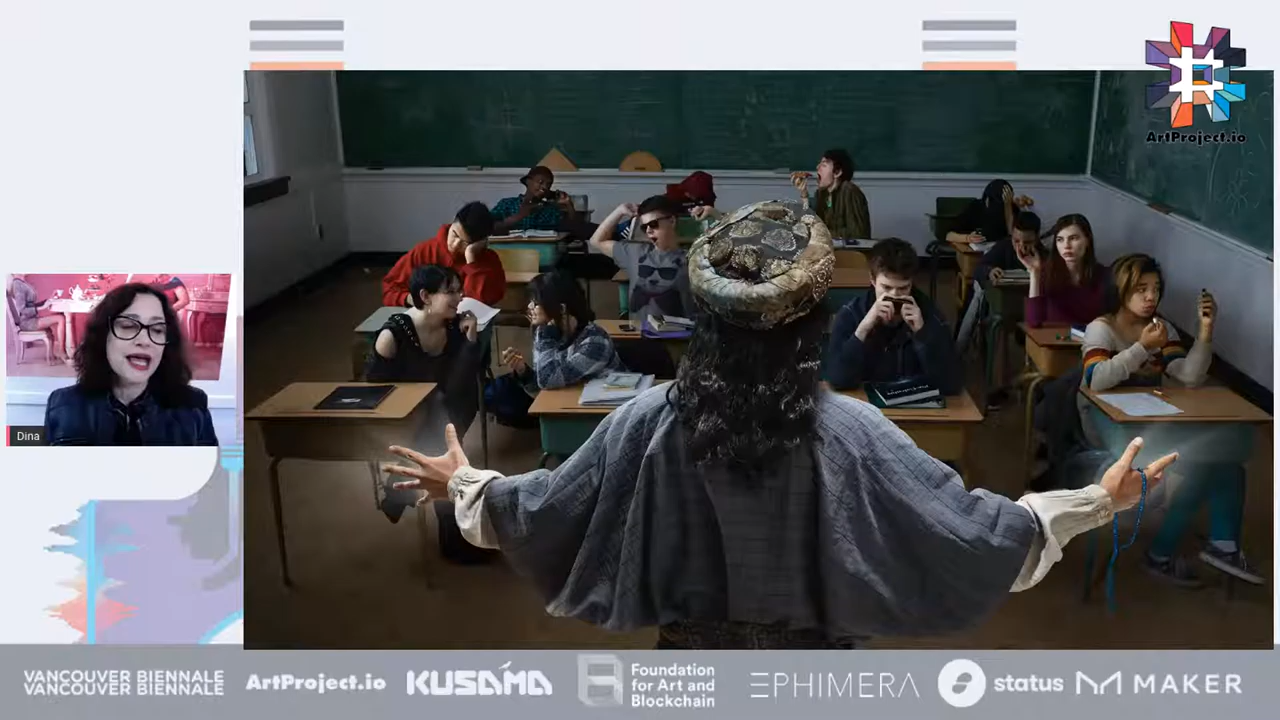 ArtProject.io
Dina
VANCOUVER BIENNALE
VANCOUVER BIENNALE
ArtProject.io
KUSAMA
Foundation
for Art and
Blockchain
EPHIMERA
status
MAKER